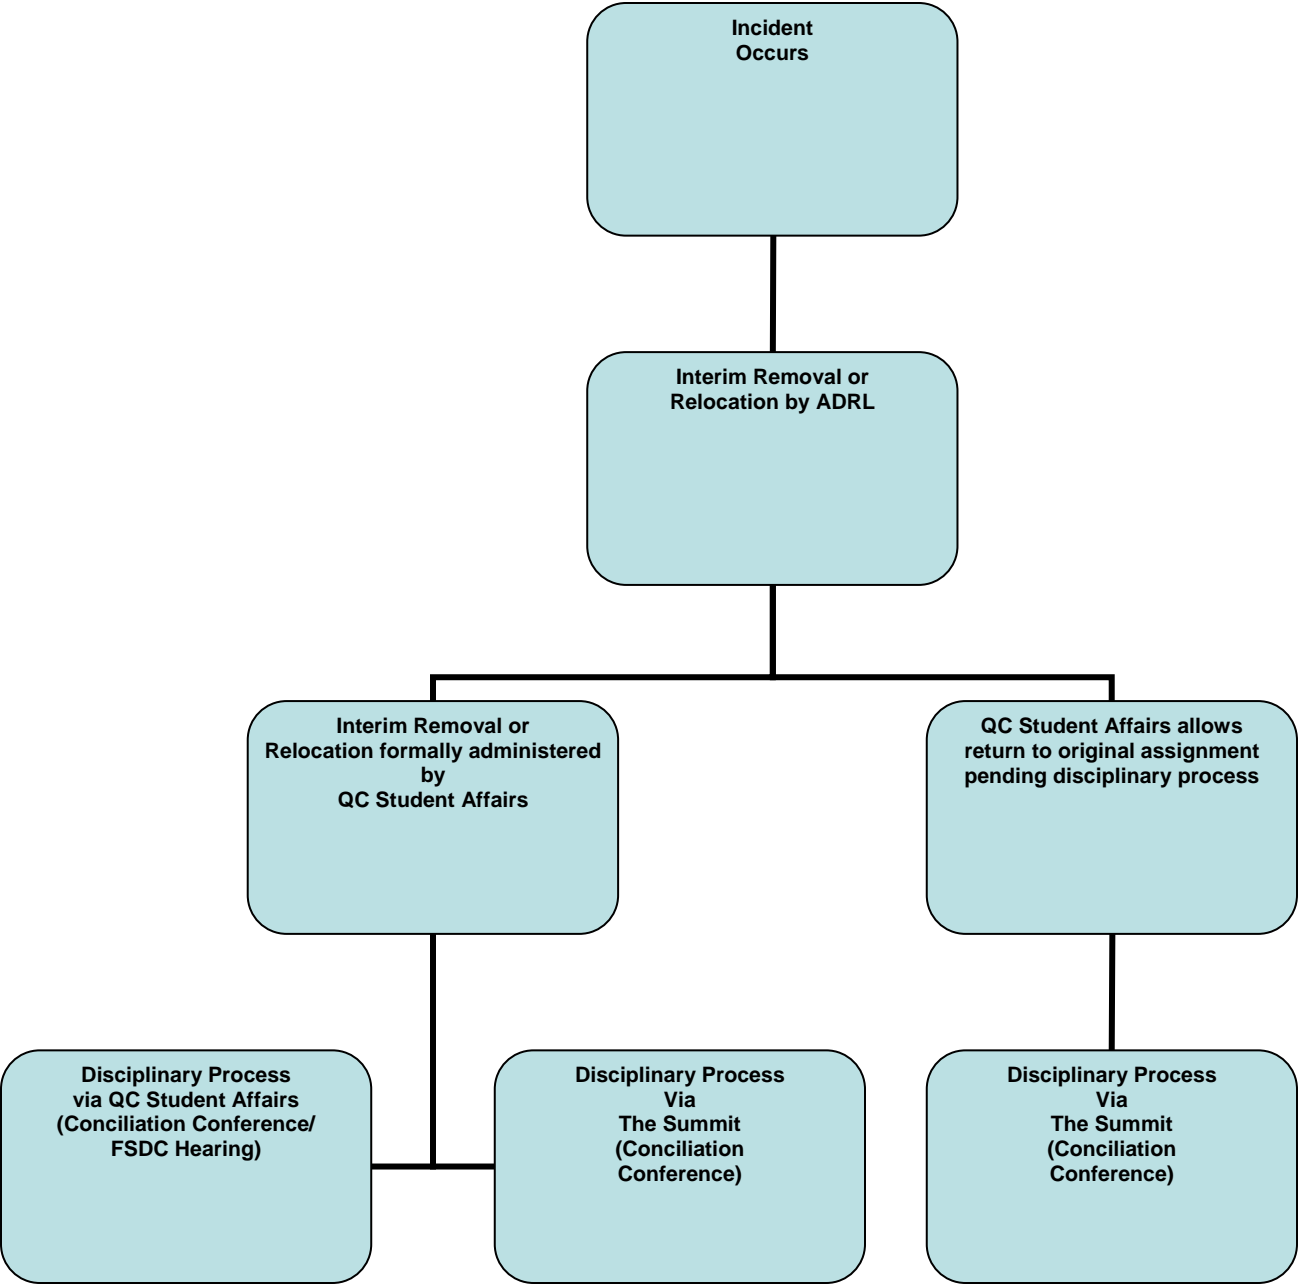 Incident
Occurs
Interim Removal or
Relocation by ADRL
Interim Removal or
Relocation formally administered
by
QC Student Affairs
QC Student Affairs allows
return to original assignment
pending disciplinary process
Disciplinary Process
via QC Student Affairs
(Conciliation Conference/
FSDC Hearing)
Disciplinary Process
Via
The Summit
(Conciliation
Conference)
Disciplinary Process
Via
The Summit
(Conciliation
Conference)